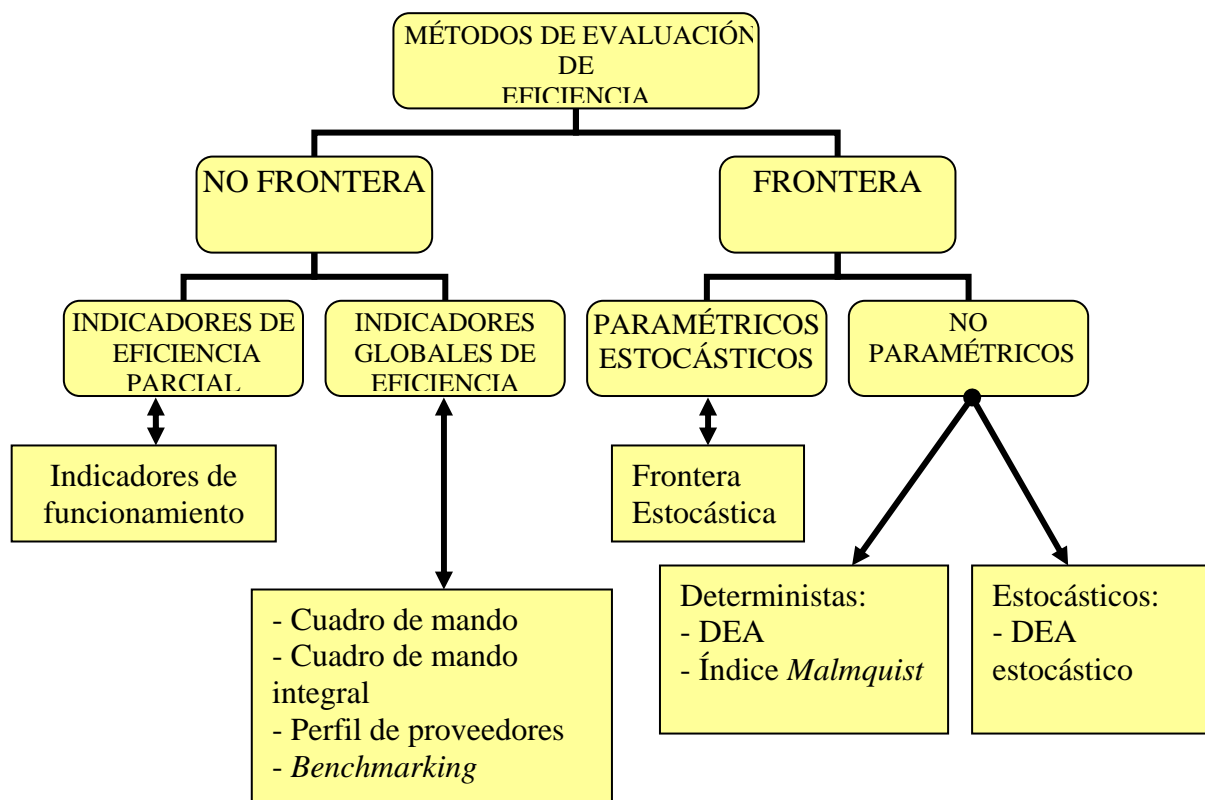 MÉTODOS DE EVALUACIÓN
DE
EFICIENCIA
NO FRONTERA
FRONTERA
INDICADORES DE
EFICIENCIA
PARCIAL
INDICADORES
GLOBALES DE
EFICIENCIA
PARAMÉTRICOS
ESTOCÁSTICOS
NO
PARAMÉTRICOS
Indicadores de
funcionamiento
Frontera
Estocástica
- Cuadro de mando
- Cuadro de mando
integral
- Perfil de proveedores
- Benchmarking
Deterministas:
- DEA
- Índice Malmquist
Estocásticos:
- DEA
estocástico